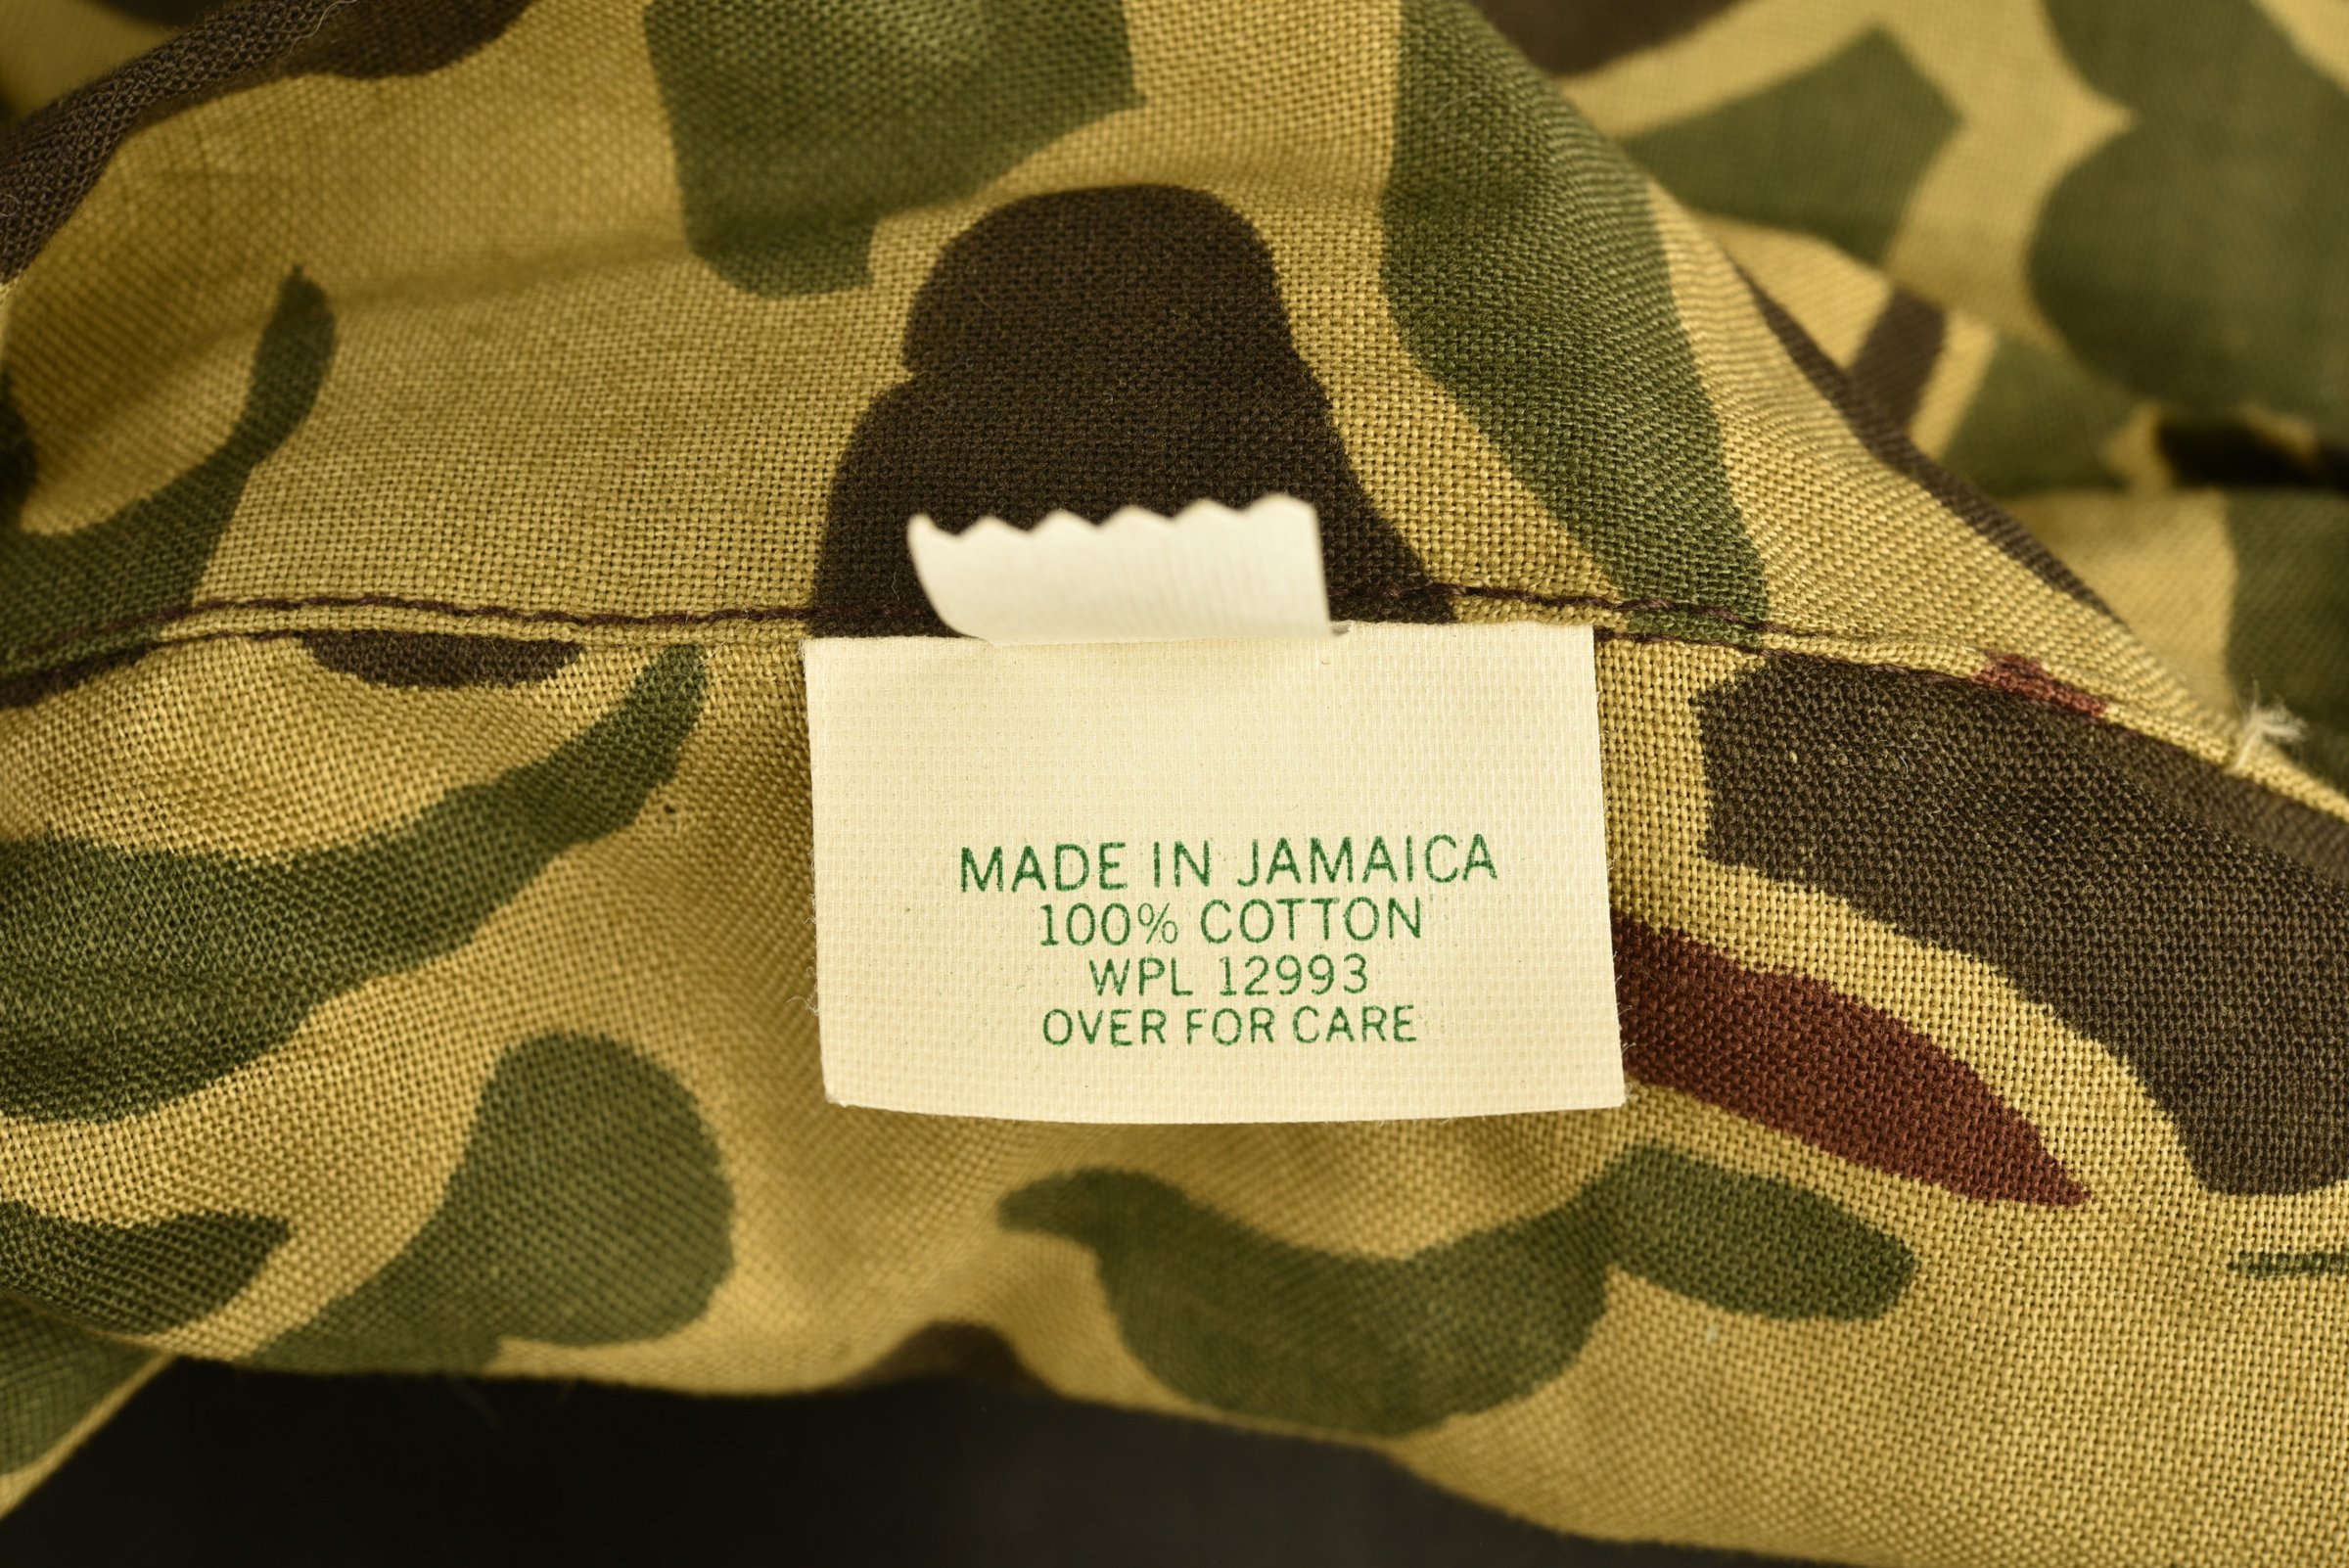 MADE IN JAMAICA
100% COTTON
WPL 12993
OVER FOR CARE